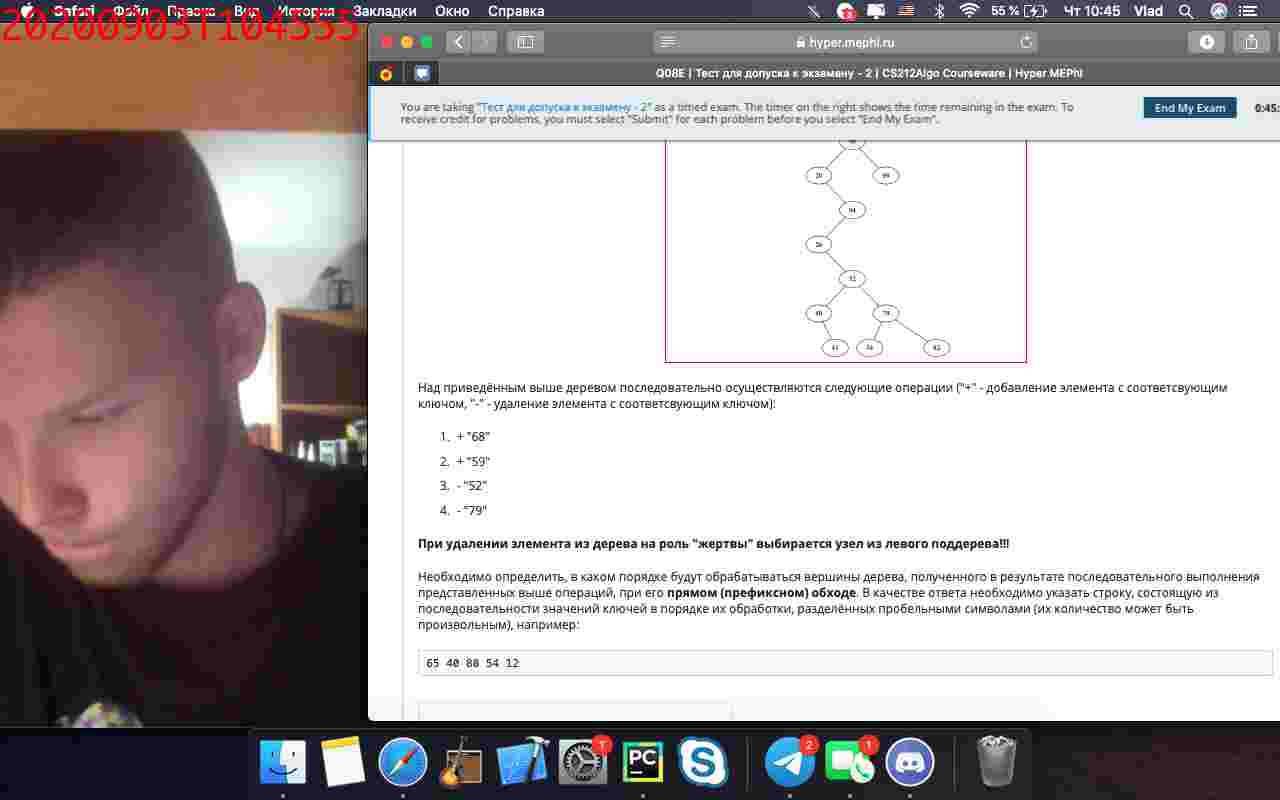 Safari Файл Правка Вид История Закладки Окно Справка 55 % Чт 10:45 Vlad
20200903T104335
hyper.mephi.ru
Q08E | Тест для допуска к экзамену - 2 | CS212Algo Courseware | Hyper.MEPhI
You are taking "Тест для допуска к экзамену - 2" as a timed exam. The timer on the right shows the time remaining in the exam. To
receive credit for problems, you must select "Submit" for each problem before you select "End My Exam".
End My Exam
0:45:
20
94
26
52
40 79
82
Над приведённым выше деревом последовательно осуществляются следующие операции ("+" - добавление элемента с соответсвующим
ключом, "-" - удаление элемента с соответсвующим ключом):
1. + "68"
2. + "59"
3. - "52"
4. - "79"
При удалении элемента из дерева на роль "жертвы" выбирается узел из левого поддерева!!!
Необходимо определить, в каком порядке будут обрабатываться вершины дерева, полученного в результате последовательного выполнения
представленных выше операций, при его прямом (префиксном) обходе. В качестве ответа необходимо указать строку, состоящую из
последовательности значений ключей в порядке их обработки, разделённых пробельными символами (их количество может быть
произвольным), например:
65 40 80 54 12
PC
2
1
1